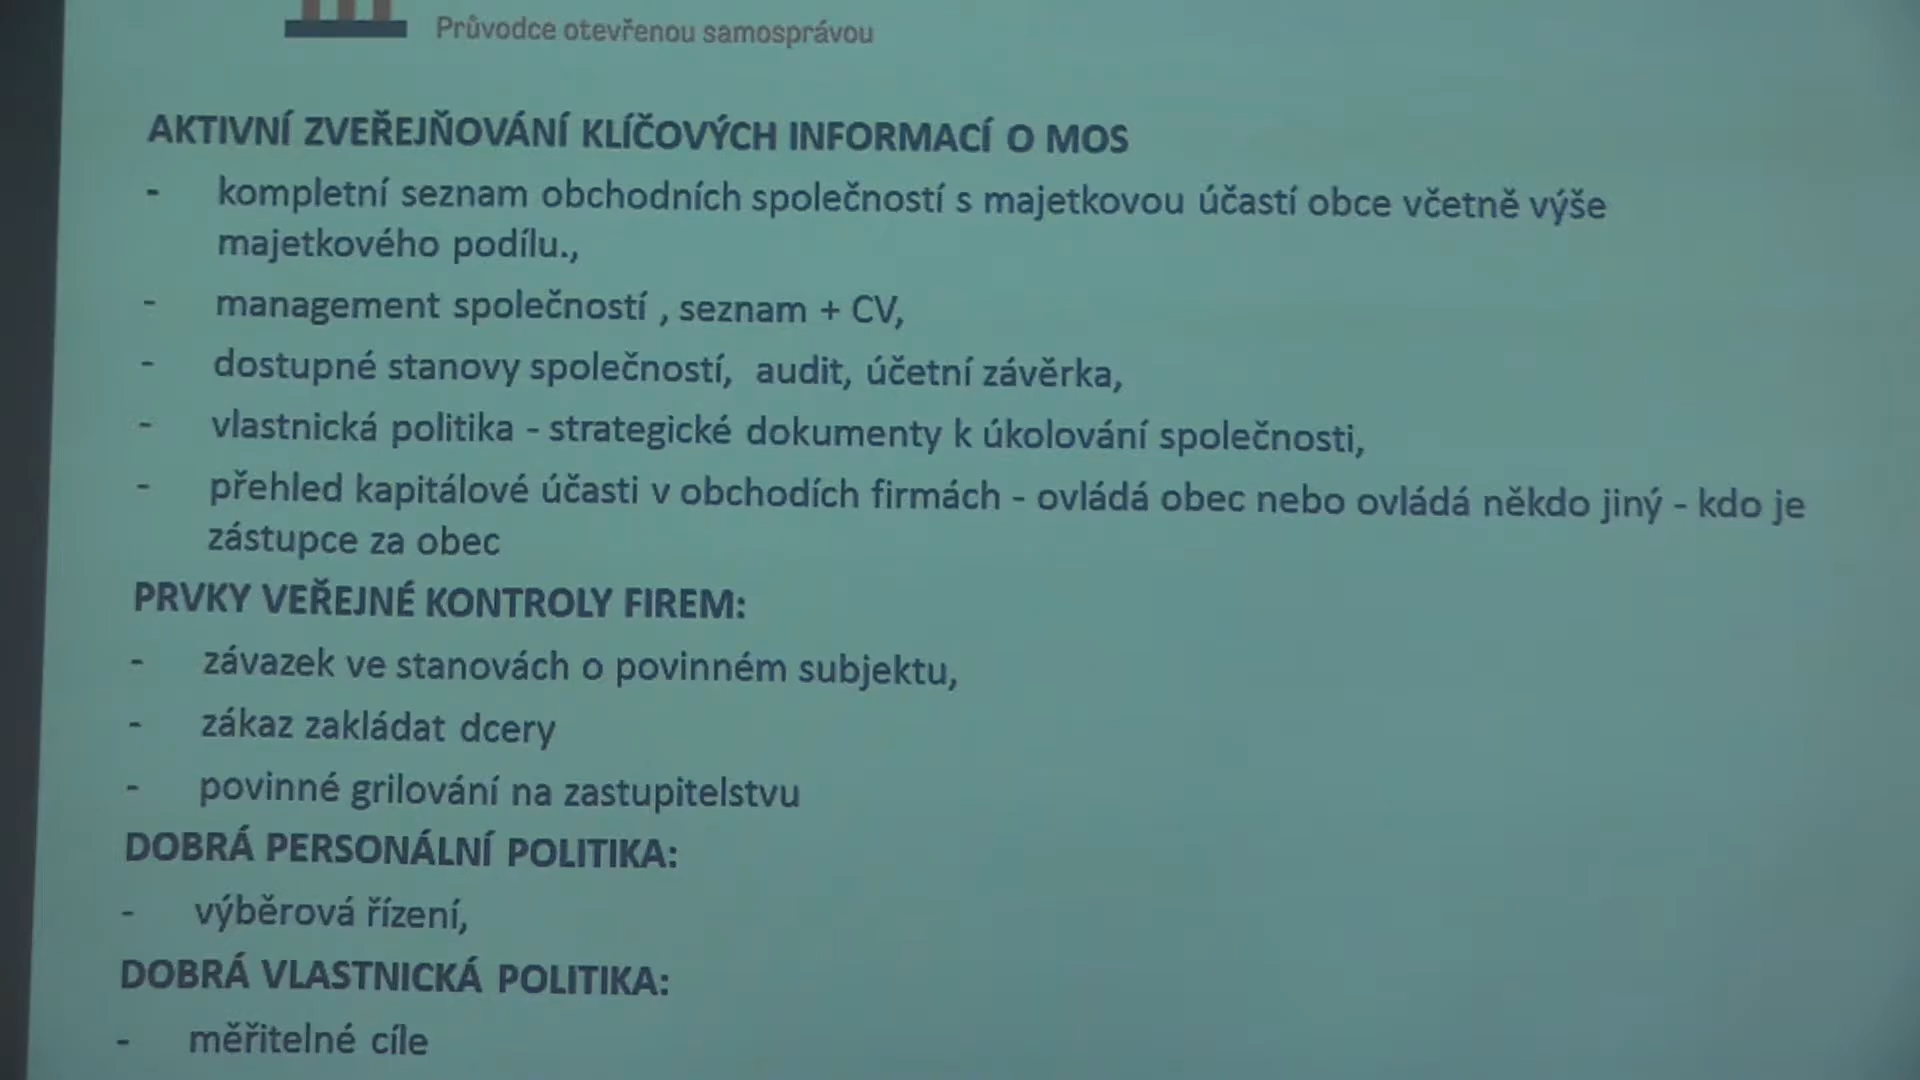 Průvodce otevřenou samosprávou
AKTIVNÍ ZVEŘEJŇOVÁNÍ KLÍČOVÝCH INFORMACÍ O MOS
- kompletní seznam obchodních společností s majetkovou účastí obce včetně výše
majetkového podílu.,
- management společností , seznam + CV,
- dostupné stanovy společností, audit, účetní závěrka,
- vlastnická politika - strategické dokumenty k úkolování společnosti,
- přehled kapitálové účasti v obchodích firmách - ovládá obec nebo ovládá někdo jiný - kdo je
zástupce za obec
PRVKY VEŘEJNÉ KONTROLY FIREM:
- závazek ve stanovách o povinném subjektu,
- zákaz zakládat dcery
- povinné grilování na zastupitelstvu
DOBRÁ PERSONÁLNÍ POLITIKA:
- výběrová řízení,
DOBRÁ VLASTNICKÁ POLITIKA:
- měřitelné cíle